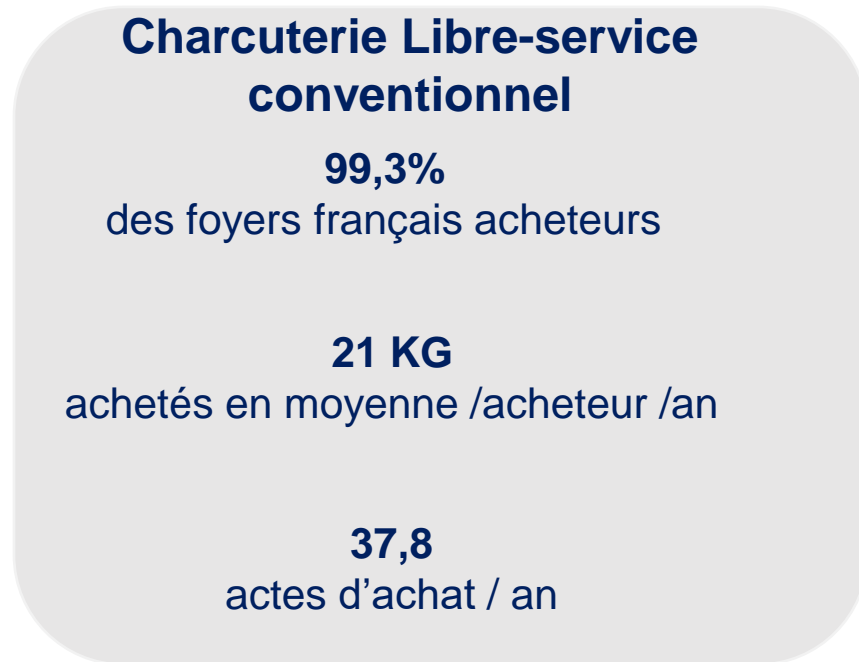 Charcuterie Libre-service
conventionnel
99,3%
des foyers français acheteurs
21 KG
achetés en moyenne /acheteur /an
37,8
actes d’achat / an